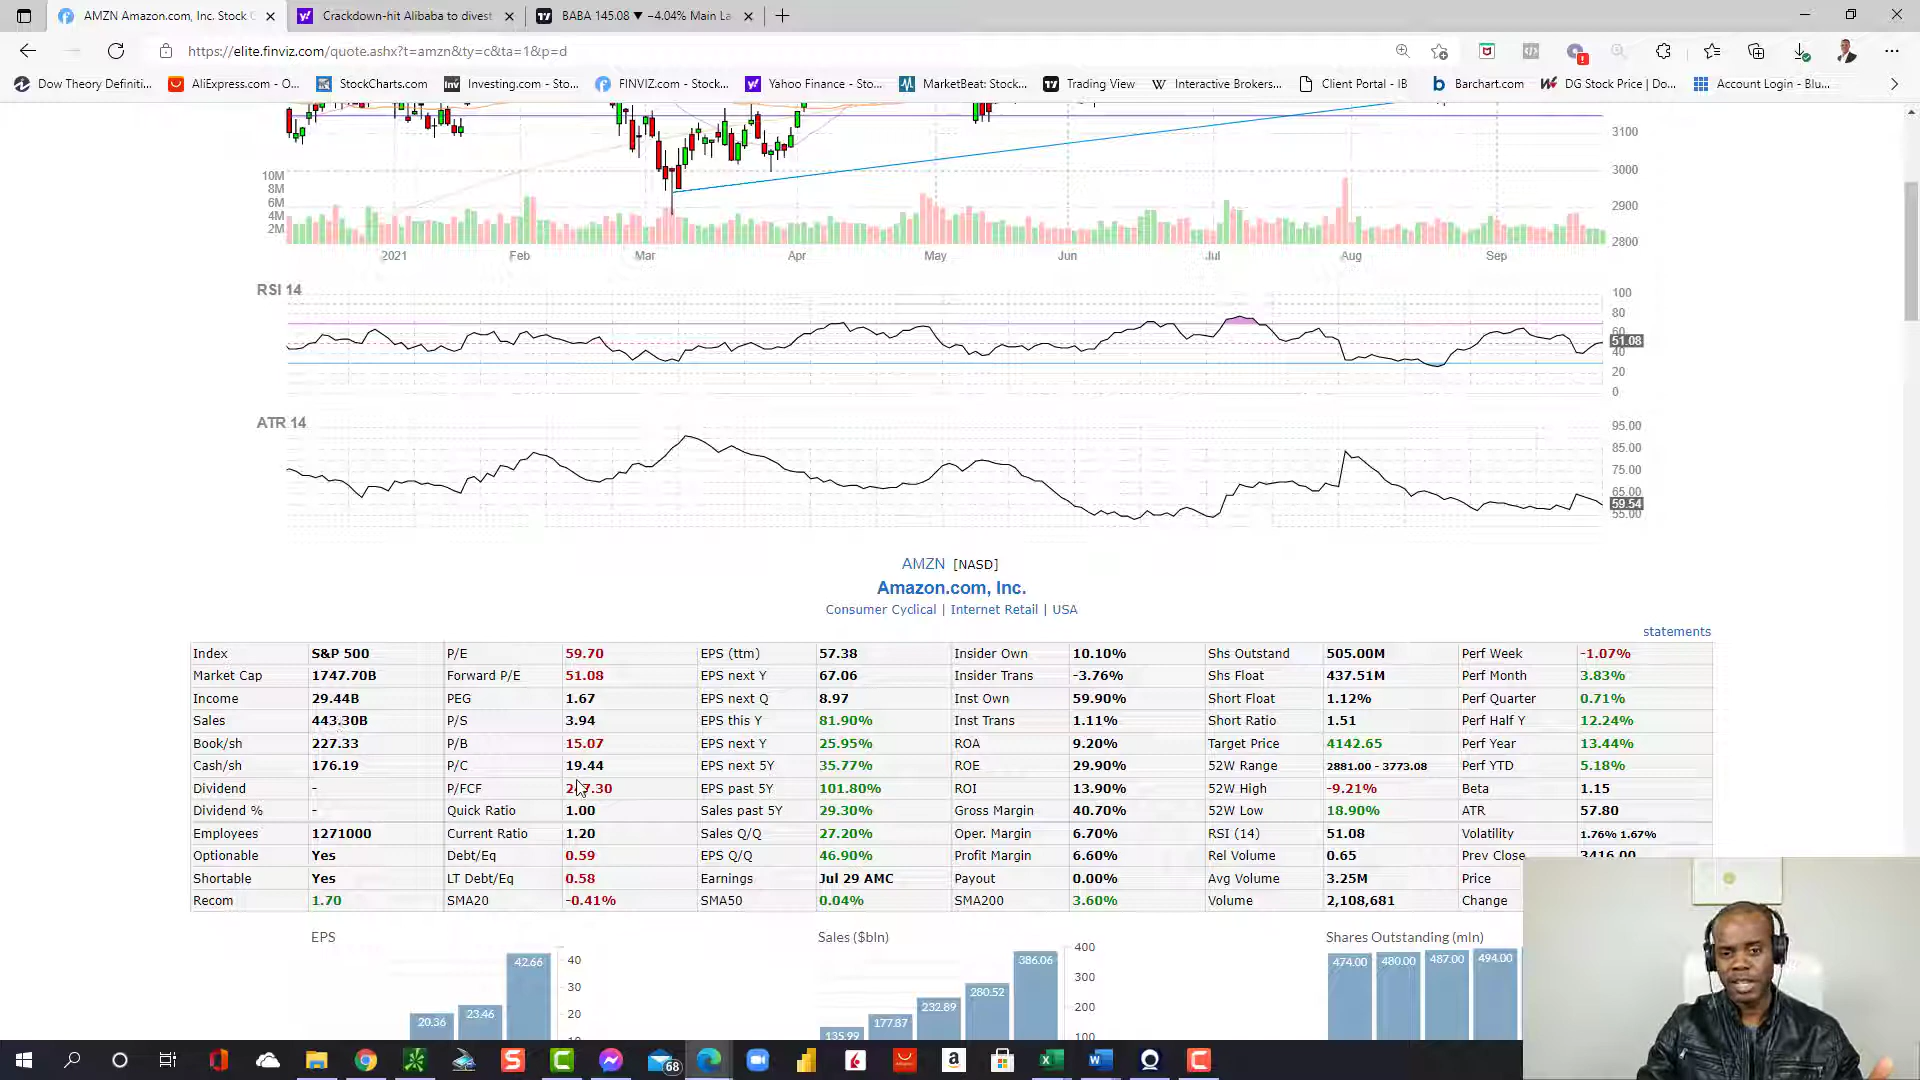 AMZN Amazon.com, Inc. Stock
Crackdown-hit Alibaba to divest
BABA 145.08 ▼ −4.04% Main La
https://elite.finviz.com/quote.ashx?t=amzn&ty=c&ta=1&p=d
Dow Theory Definiti...
AliExpress.com - O...
StockCharts.com
Investing.com - Sto...
FINVIZ.com - Stock...
Yahoo Finance - Sto...
MarketBeat: Stock...
Trading View
Interactive Brokers...
Client Portal - IB
Barchart.com
DG Stock Price | Do...
Account Login - Blu...
3100
3000
2900
2800
10M
8M
6M
4M
2M
2021 Feb Mar Apr May Jun Jul Aug Sep
RSI 14
100
80
60
51.08
40
20
0
ATR 14
95.00
85.00
75.00
65.00
59.54
55.00
AMZN [NASD]
Amazon.com, Inc.
Consumer Cyclical | Internet Retail | USA
statements
Index S&P 500 P/E 59.70 EPS (ttm) 57.38 Insider Own 10.10% Shs Outstand 505.00M Perf Week -1.07%
Market Cap 1747.70B Forward P/E 51.08 EPS next Y 67.06 Insider Trans -3.76% Shs Float 437.51M Perf Month 3.83%
Income 29.44B PEG 1.67 EPS next Q 8.97 Inst Own 59.90% Short Float 1.12% Perf Quarter 0.71%
Sales 443.30B P/S 3.94 EPS this Y 81.90% Inst Trans 1.11% Short Ratio 1.51 Perf Half Y 12.24%
Book/sh 227.33 P/B 15.07 EPS next Y 25.95% ROA 9.20% Target Price 4142.65 Perf Year 13.44%
Cash/sh 176.19 P/C 19.44 EPS next 5Y 35.77% ROE 29.90% 52W Range 2881.00 - 3773.08 Perf YTD 5.18%
Dividend - P/FCF EPS past 5Y 101.80% ROI 13.90% 52W High -9.21% Beta 1.15
Dividend % - Quick Ratio 1.00 Sales past 5Y 29.30% Gross Margin 40.70% 52W Low 18.90% ATR 57.80
Employees 1271000 Current Ratio 1.20 Sales Q/Q 27.20% Oper. Margin 6.70% RSI (14) 51.08 Volatility 1.76% 1.67%
Optionable Yes Debt/Eq 0.59 EPS Q/Q 46.90% Profit Margin 6.60% Rel Volume 0.65 Prev Close 3416.00
Shortable Yes LT Debt/Eq 0.58 Earnings Jul 29 AMC Payout 0.00% Avg Volume 3.25M Price
Recom 1.70 SMA20 -0.41% SMA50 0.04% SMA200 3.60% Volume 2,108,681 Change
EPS
42.66
23.46
20.36
40
30
20
Sales ($bln)
386.06
280.52
232.89
177.87
135.99
400
300
200
100
Shares Outstanding (mln)
474.00 480.00 487.00 494.00
68